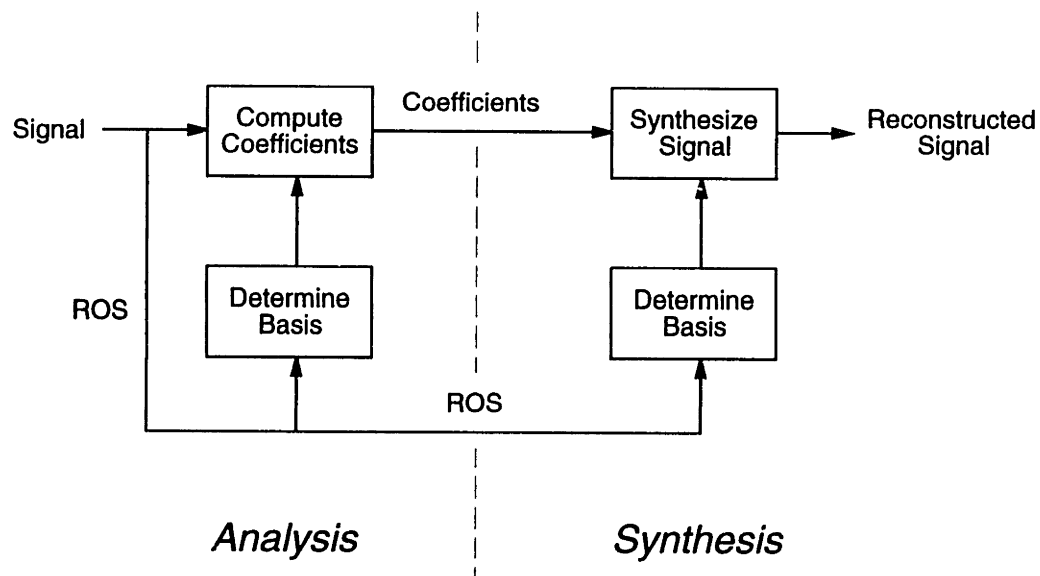 Signal
Compute
Coefficients
Coefficients
Synthesize
Signal
Reconstructed
Signal
ROS
Determine
Basis
Determine
Basis
ROS
Analysis
Synthesis